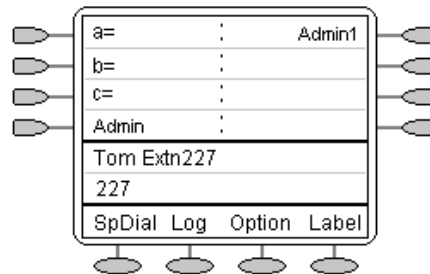 a= : Admin1
b= :
c= :
Admin :
Tom Extn227
227
SpDial Log Option Label